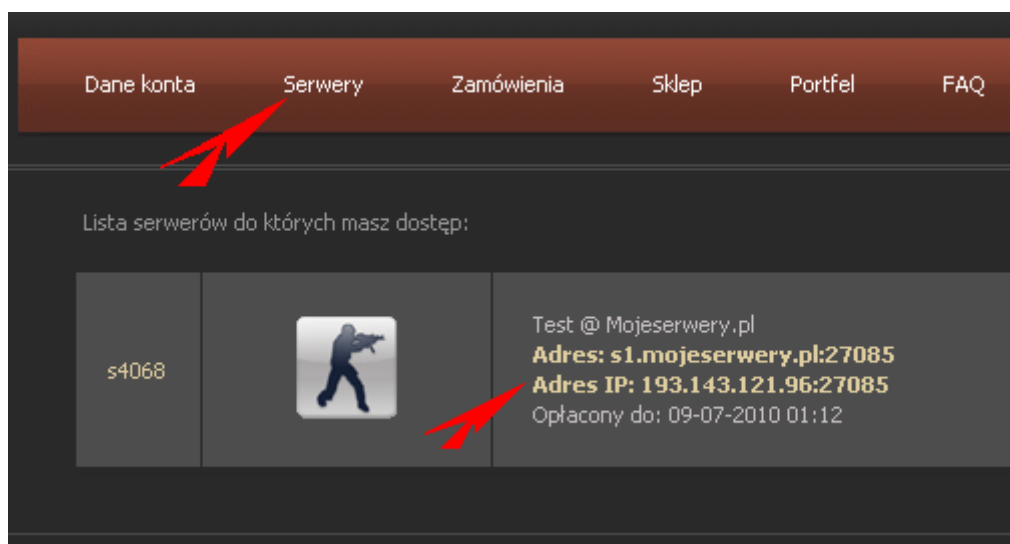 Dane konta Serwery Zamówienia Sklep Portfel FAQ
Lista serwerów do których masz dostęp:
s4068
Test @ Mojeserwery.pl
Adres: s1.mojeserwery.pl:27085
Adres IP: 193.143.121.96:27085
Opłacony do: 09-07-2010 01:12